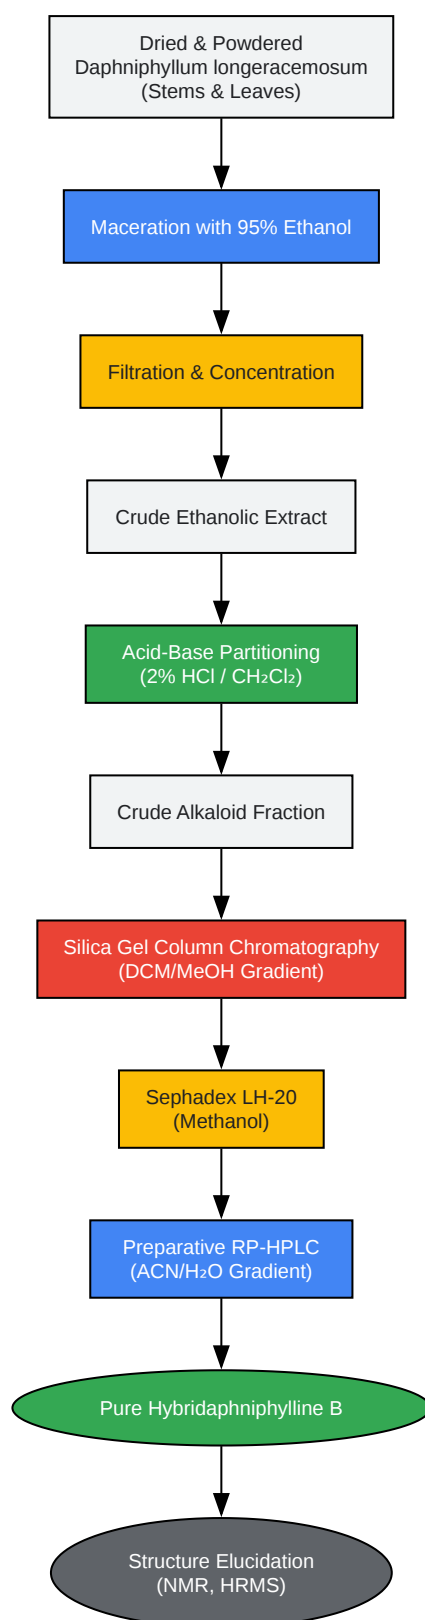 Dried & Powdered
Daphniphyllum longeracemosum
(Stems & Leaves)
Maceration with 95% Ethanol
Filtration & Concentration
Crude Ethanolic Extract
Acid-Base Partitioning
(2% HCl / CH₂Cl₂)
Crude Alkaloid Fraction
Silica Gel Column Chromatography
(DCM/MeOH Gradient)
Sephadex LH-20
(Methanol)
Preparative RP-HPLC
(ACN/H₂O Gradient)
Pure Hybridaphniphylline B
Structure Elucidation
(NMR, HRMS)